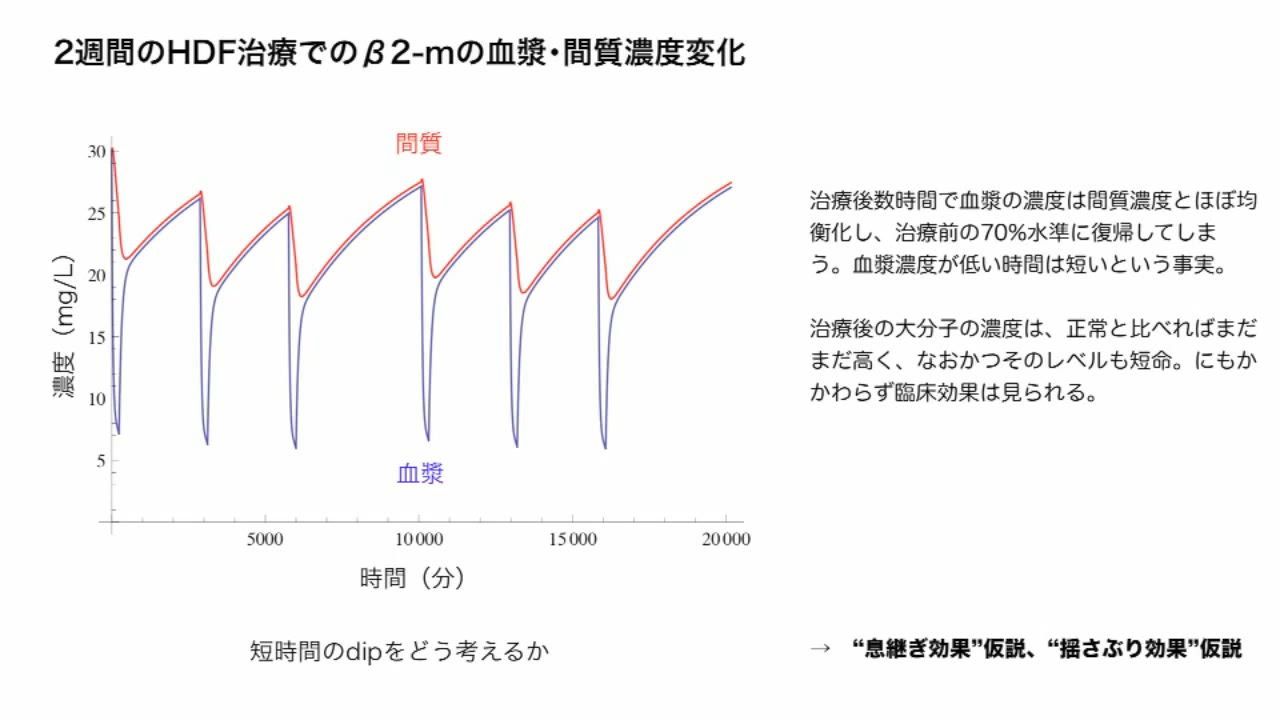 2週間のHDF治療でのβ2-mの血漿・間質濃度変化
間質
30
25
20
15
10
5
濃度（mg/L）
血漿
5000
10000
15000
20000
時間（分）
治療後数時間で血漿の濃度は間質濃度とほぼ均
衡化し、治療前の70%水準に復帰してしま
う。血漿濃度が低い時間は短いという事実。
治療後の大分子の濃度は、正常と比べればまだ
まだ高く、なおかつそのレベルも短命。にもか
かわらず臨床効果は見られる。
短時間のdipをどう考えるか
→ “息継ぎ効果”仮説、“揺さぶり効果”仮説